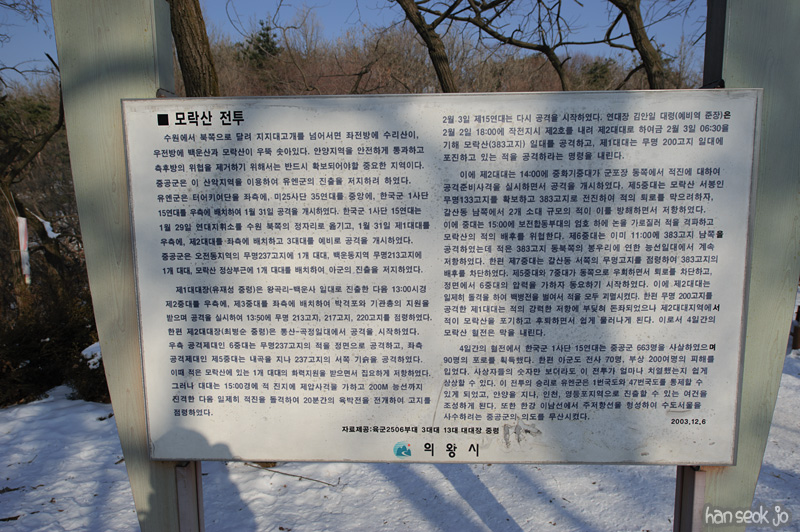 ■ 모락산 전투
수원에서 북쪽으로 달려 지지대고개를 넘어서면 좌전방에 수리산이,
우전방에 백운산과 모락산이 우뚝 솟아있다. 안양지역을 안전하게 통과하고
측후방의 위협을 제거하기 위해서는 반드시 확보되어야할 중요한 지역이다.
중공군은 이 산악지역을 이용하여 유엔군의 진출을 저지하려 하였다.
유엔군은 터어키여단을 좌측에, 미25사단 35연대를 중앙에, 한국군 1사단
15연대를 우측에 배치하여 1월 31일 공격을 개시하였다. 한국군 1사단 15연대는
1월 29일 연대지휘소를 수원 북쪽의 정자리로 옮기고, 1월 31일 제1대대를
우측에, 제2대대를 좌측에 배치하고 3대대를 예비로 공격을 개시하였다.
중공군은 오전동지역의 무명237고지에 1개 대대, 백운동지역 무명213고지에
1개 대대, 모락산 정상부근에 1개 대대를 배치하여 아군의 진출을 저지하였다.
제1대대장(유재성 중령)은 왕곡리-백운사 일대로 진출한 다음 13:00시경
제2중대를 우측에, 제3중대를 좌측에 배치하여 박격포와 기관총의 지원을
받으며 공격을 실시하여 13:50에 무명 213고지, 217고지, 220고지를 점령하였다.
한편 제2대대장(최병순 중령)은 통산-곡정일대에서 공격을 시작하였다.
우측 공격제대인 6중대는 무명237고지의 적을 정면으로 공격하고, 좌측
공격제대인 제5중대는 내곡을 지나 237고지의 서쪽 기슭을 공격하였다.
이때 적은 모락산에 있는 1개 대대의 화력지원을 받으면서 집요하게 저항하였다.
그러나 대대는 15:00경에 적 진지에 제압사격을 가하고 200M 능선까지
진격한 다음 일제히 적진을 돌격하여 20분간의 육박전을 전개하여 고지를
점령하였다.
2월 3일 제15연대는 다시 공격을 시작하였다. 연대장 김안일 대령(예비역 준장)은
2월 2일 18:00에 작전지시 제2호를 내려 제2대대로 하여금 2월 3일 06:30을
기해 모락산(383고지) 일대를 공격하고, 제1대대는 무명 200고지 일대에
포진하고 있는 적을 공격하라는 명령을 내린다.
이에 제2대대는 14:00에 중화기중대가 군포장 동쪽에서 적진에 대하여
공격준비사격을 실시하면서 공격을 개시하였다. 제5중대는 모락산 서봉인
무명133고지를 확보하고 383고지로 전진하여 적의 퇴로를 막으려하자,
갈산동 남쪽에서 2개 소대 규모의 적이 이를 방해하면서 저항하였다.
이에 중대는 15:00에 보전합동부대의 엄호 하에 논을 가로질러 적을 격파하고
모락산의 적의 배후를 위협한다. 제6중대는 이미 11:00에 383고지 남쪽을
공격하였는데 적은 383고지 동북쪽의 봉우리에 연한 능선일대에서 계속
저항하였다. 한편 제7중대는 갈산동 서쪽의 무명고지를 점령하여 383고지의
배후를 차단하였다. 제5중대와 7중대가 동쪽으로 우회하면서 퇴로를 차단하고,
정면에서 6중대의 압력을 가하자 동요하기 시작하였다. 이에 제2대대는
일제히 돌격을 하여 백병전을 벌여서 적을 모두 괴멸시켰다. 한편 무명 200고지를
공격한 제1대대는 적의 강력한 저항에 부딪쳐 돈좌되었으나 제2대대지역에서
적이 모락산을 포기하고 후퇴하면서 쉽게 물러나게 된다. 이로서 4일간의
모락산 혈전은 막을 내린다.
4일간의 혈전에서 한국군 1사단 15연대는 중공군 663명을 사살하였으며
90명의 포로를 획득했다. 한편 아군도 전사 70명, 부상 200여명의 피해를
입었다. 사상자들의 숫자만 보더라도 이 전투가 얼마나 치열했는지 쉽게
상상할 수 있다. 이 전투의 승리로 유엔군은 1번국도와 47번국도를 통제할 수
있게 되었고, 안양을 지나, 인천, 영등포지역으로 진출할 수 있는 여건을
조성하게 된다. 또한 한강 이남선에서 주저항선을 형성하여 수도서울을
사수하려는 중공군의 의도를 무산시켰다.
2003.12.6
자료제공:육군2506부대 3대대 13대 대대장 중령
의왕시
han seok jo